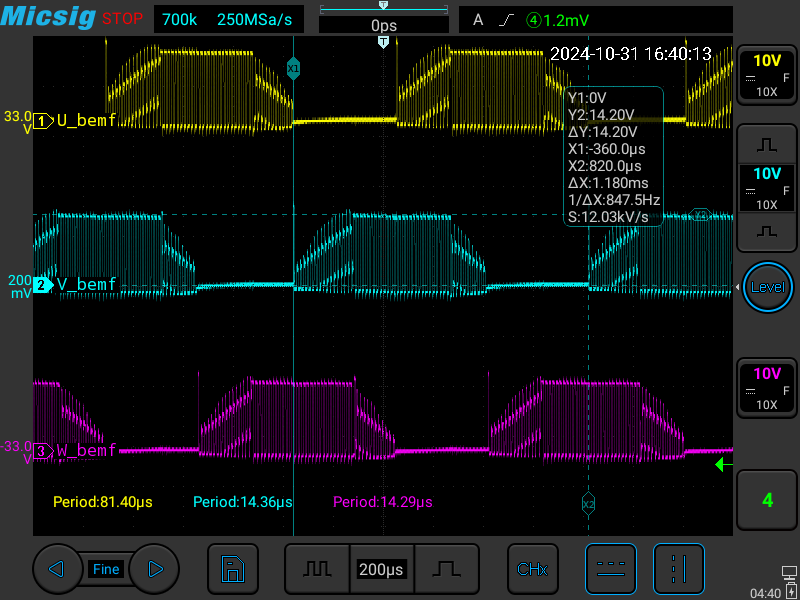 Micsig STOP 700k 250MSa/s 0ps A ④1.2mV
T
2024-10-31 16:40:13
X1
10V
F
10X
33.0 V 1 U_bemf
Y1:0V
Y2:14.20V
ΔY:14.20V
X1:-360.0μs
X2:820.0μs
ΔX:1.180ms
1/ΔX:847.5Hz
S:12.03kV/s
10V
F
10X
200 mV 2 V_bemf
Level
10V
F
10X
-33.0 V 3 W_bemf
Period:81.40μs Period:14.36μs Period:14.29μs
X2
4
Fine 200μs CHx
04:40